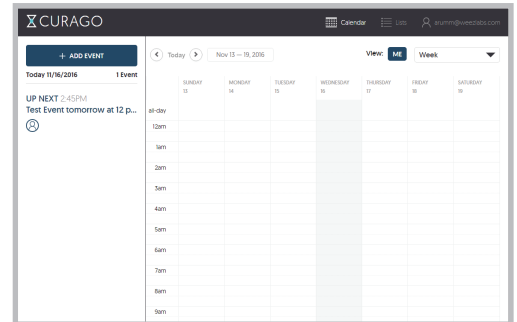 CURAGO
Calendar
Lists
arumm@weezlabs.com
+ ADD EVENT
Today 11/16/2016 1 Event
UP NEXT 2:45PM
Test Event tomorrow at 12 p...
Today
Nov 13 — 19, 2016
View: ME Week
SUNDAY MONDAY TUESDAY WEDNESDAY THURSDAY FRIDAY SATURDAY
13 14 15 16 17 18 19
all-day
12am
1am
2am
3am
4am
5am
6am
7am
8am
9am